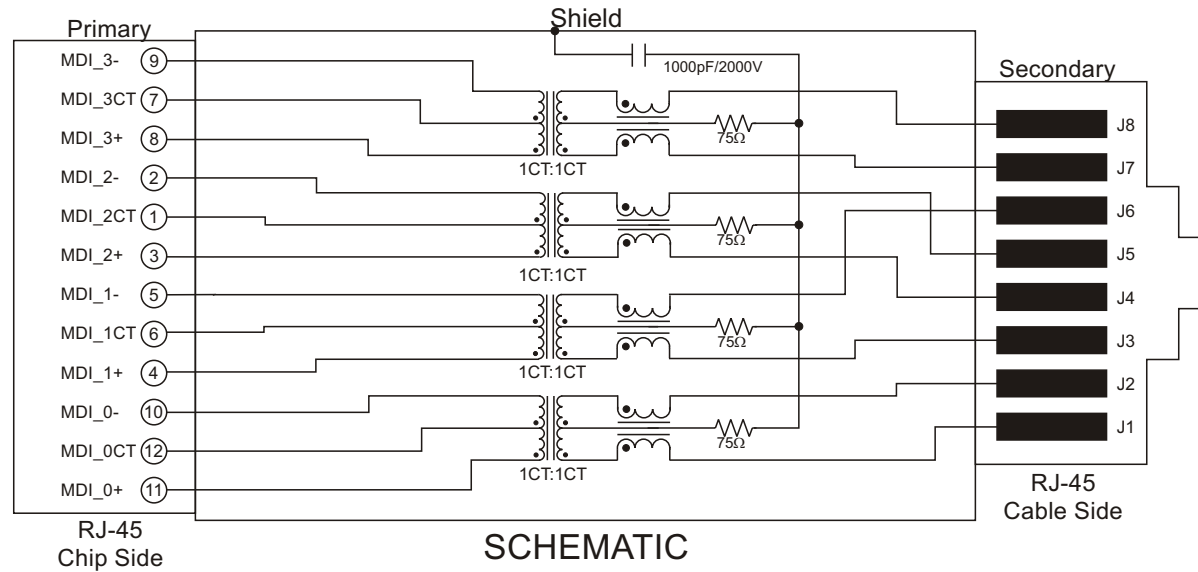 Shield
Primary
MDI_3- 9
1000pF/2000V
Secondary
MDI_3CT 7
J8
MDI_3+ 8
75Ω
1CT:1CT
J7
MDI_2- 2
J6
MDI_2CT 1
75Ω
J5
MDI_2+ 3
1CT:1CT
MDI_1- 5
J4
MDI_1CT 6
75Ω
J3
MDI_1+ 4
1CT:1CT
J2
MDI_0- 10
J1
MDI_0CT 12
75Ω
1CT:1CT
MDI_0+ 11
RJ-45
Cable Side
RJ-45
Chip Side
SCHEMATIC